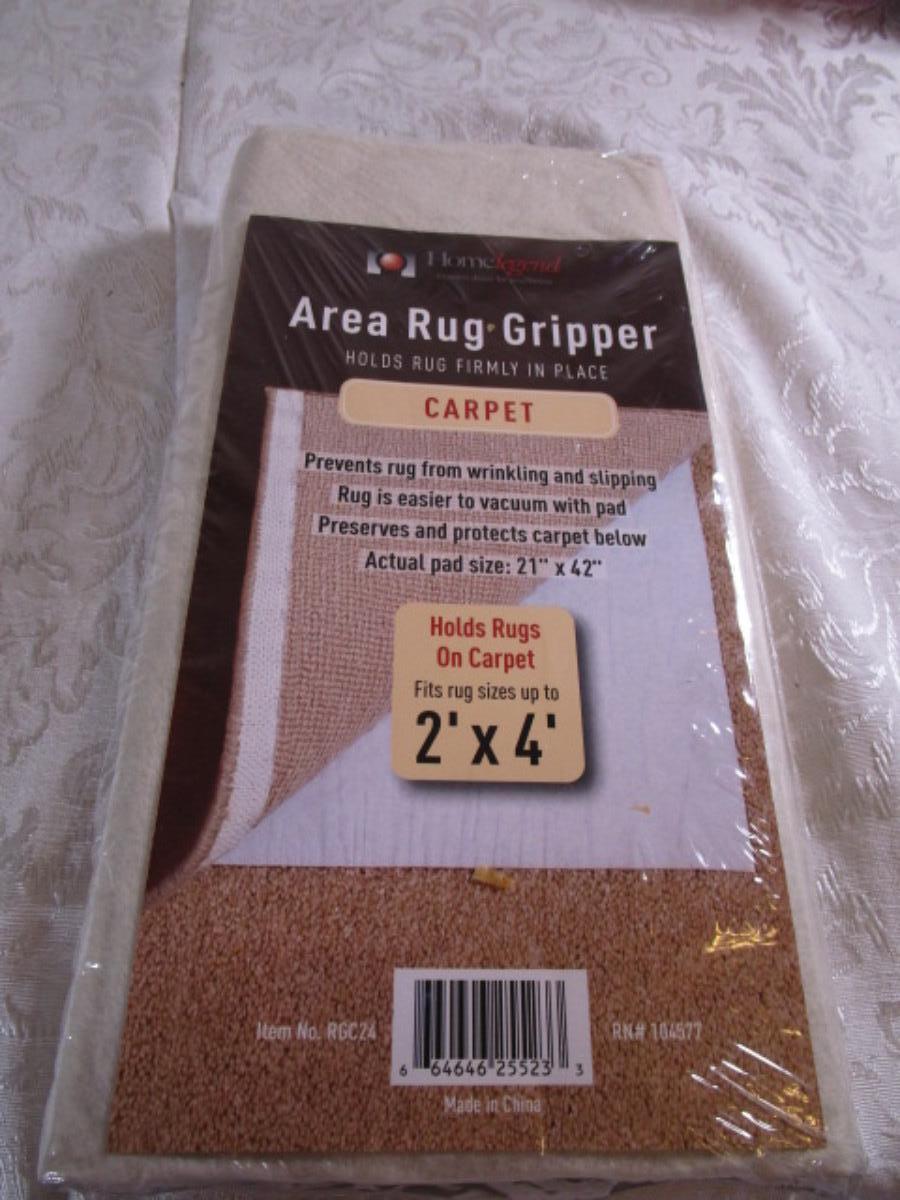 Homelegend
Area Rug Gripper
HOLDS RUG FIRMLY IN PLACE
CARPET
Prevents rug from wrinkling and slipping
Rug is easier to vacuum with pad
Preserves and protects carpet below
Actual pad size: 21" x 42"
Holds Rugs
On Carpet
Fits rug sizes up to
2' x 4'
Item No. RGC24
RN# 104577
6 64646 25523 3
Made in China